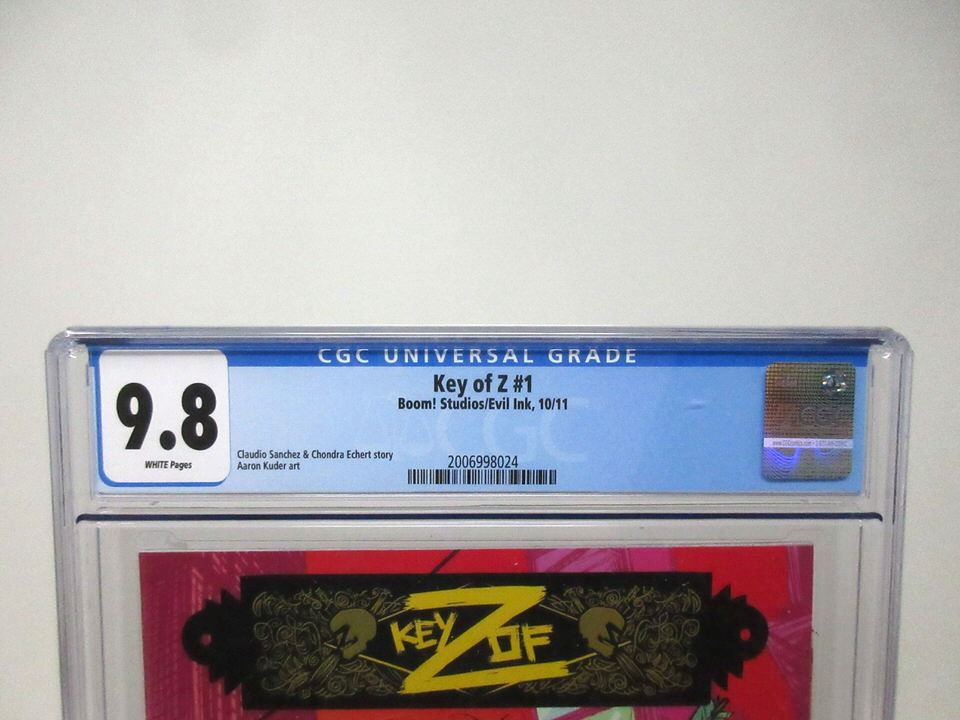 CGC UNIVERSAL GRADE
9.8
WHITE Pages
Key of Z #1
Boom! Studios/Evil Ink, 10/11
Claudio Sanchez & Chondra Echert story
Aaron Kuder art
2006998024
KEY OF Z